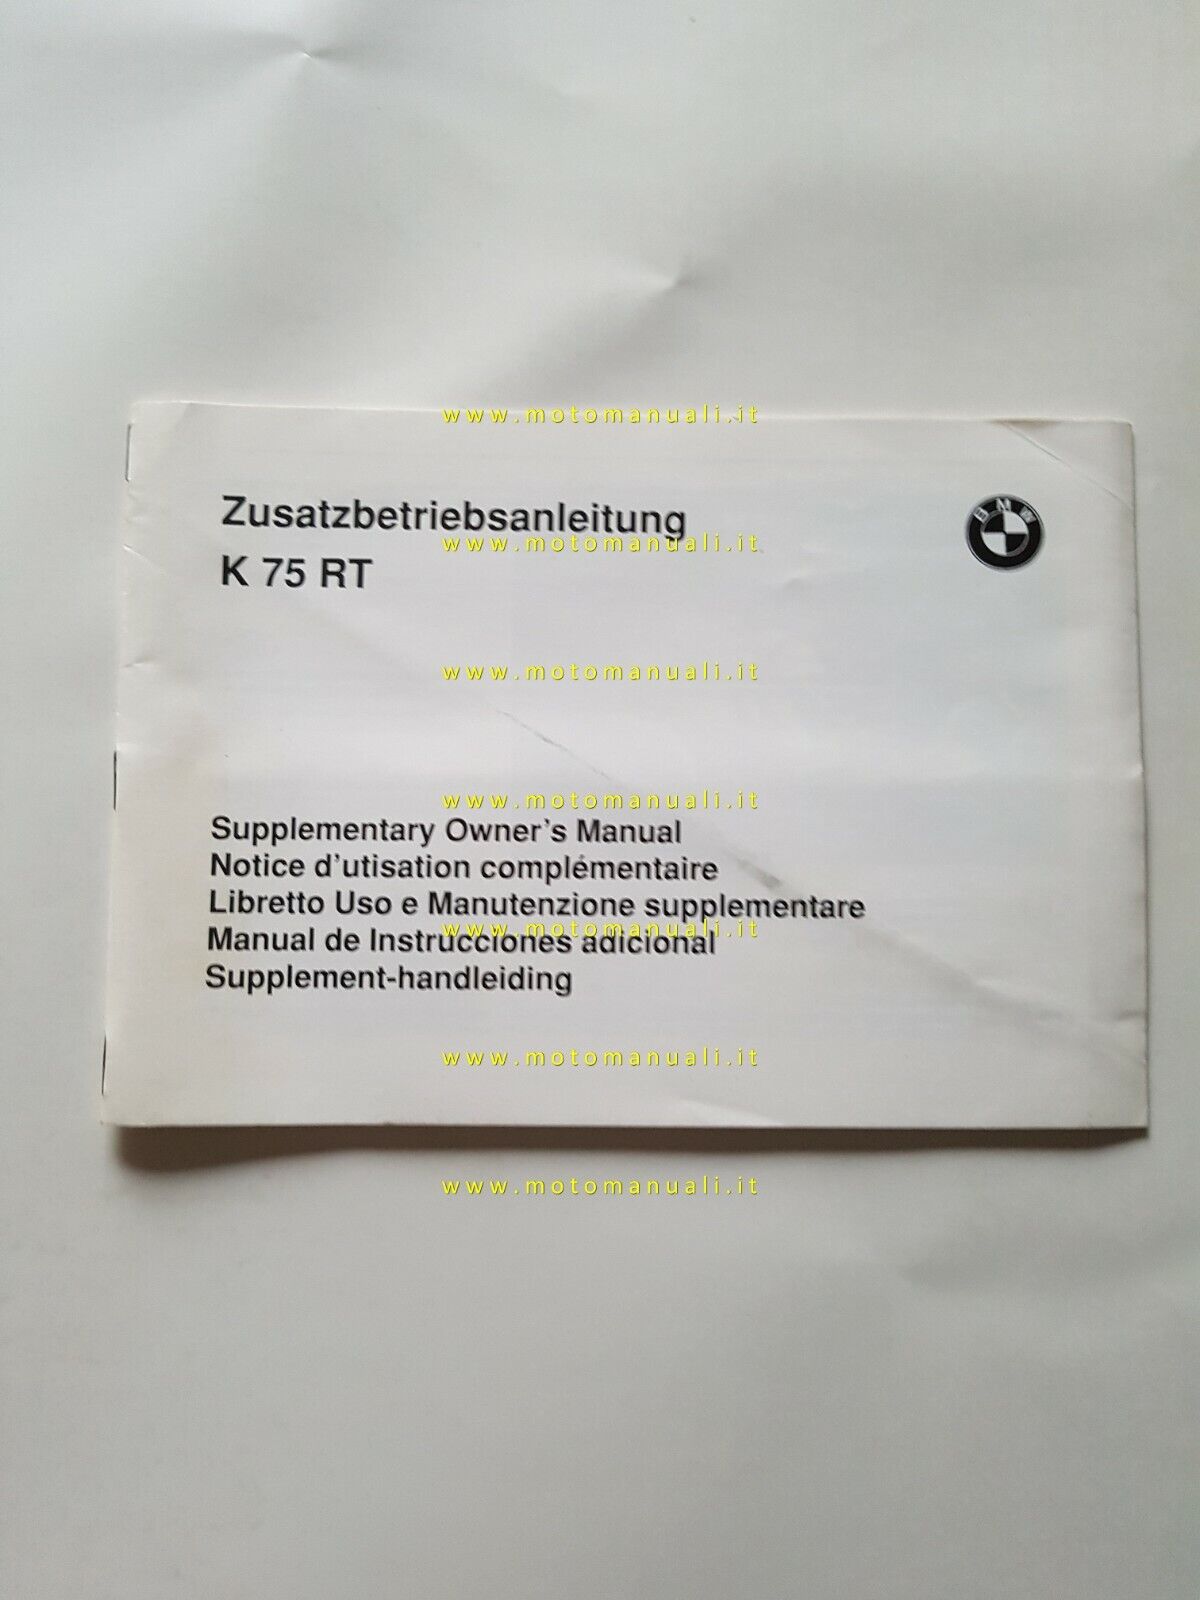 www.motomanuali.it
Zusatzbetriebsanleitung
BMW
www.motomanuali.it
K 75 RT
www.motomanuali.it
www.motomanuali.it
Supplementary Owner's Manual
Notice d'utisation complémentaire
Libretto Uso e Manutenzione supplementare
www.motomanuali.it
Manual de Instrucciones adicional
Supplement-handleiding
www.motomanuali.it
www.motomanuali.it